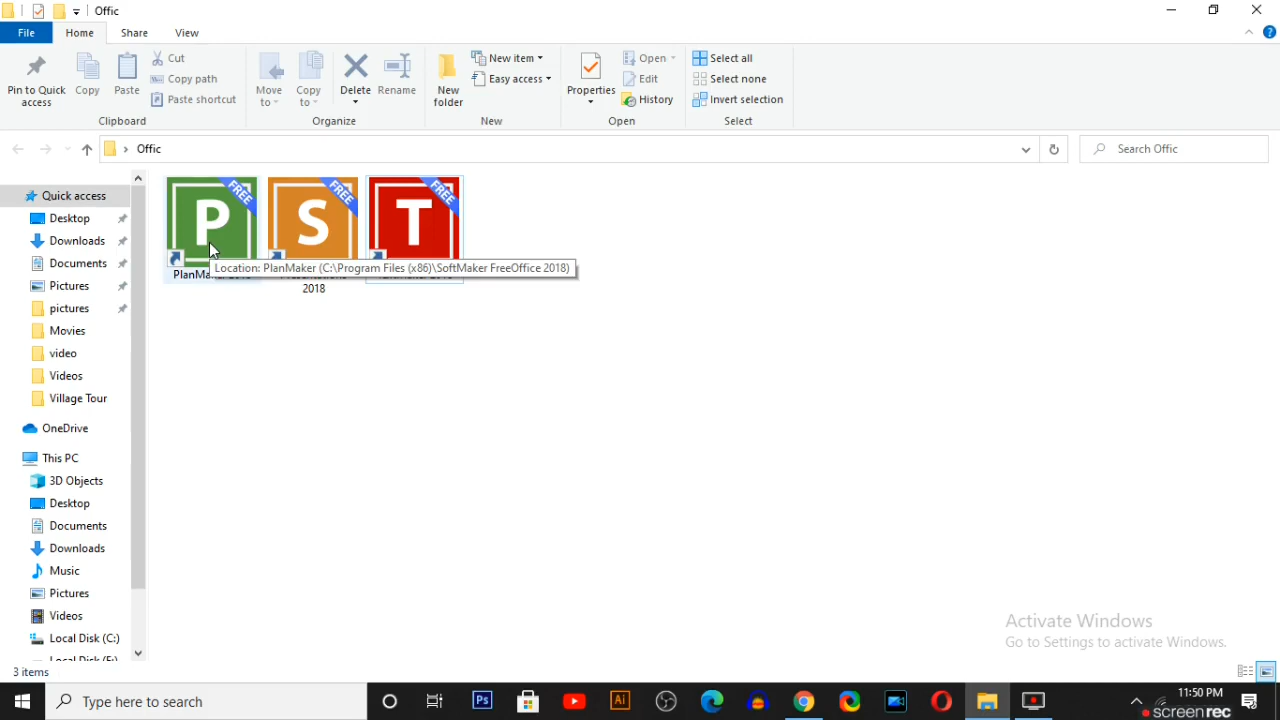 Offic
File Home Share View
Pin to Quick access
Copy
Paste
Cut
Copy path
Paste shortcut
Clipboard
Move to
Copy to
Delete
Rename
Organize
New folder
New item
Easy access
New
Properties
Open
Edit
History
Open
Select all
Select none
Invert selection
Select
Offic
Search Offic
Quick access
Desktop
Downloads
Documents
Pictures
pictures
Movies
video
Videos
Village Tour
OneDrive
This PC
3D Objects
Desktop
Documents
Downloads
Music
Pictures
Videos
Local Disk (C:)
P FREE
S FREE
T FREE
Location: PlanMaker (C:\Program Files (x86)\SoftMaker FreeOffice 2018)
2018
Activate Windows
Go to Settings to activate Windows.
3 items
Type here to search
Ps
Ai
11:50 PM
screenrec